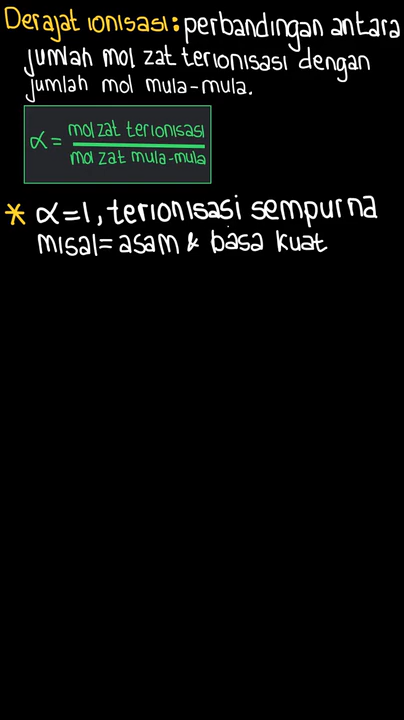 Derajat ionisasi: perbandingan antara
jumlah mol zat terionisasi dengan
jumlah mol mula-mula.
α = mol zat terionisasi
mol zat mula-mula
* α=1, terionisasi sempurna
misal= asam & basa kuat